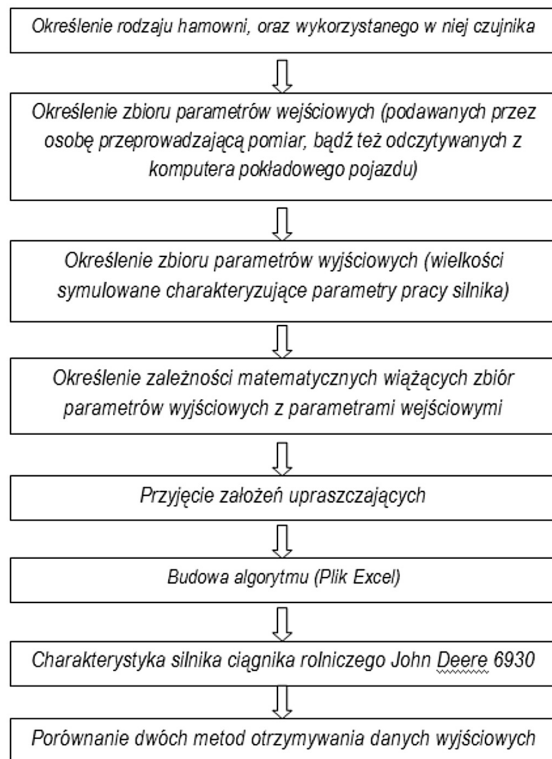 Określenie rodzaju hamowni, oraz wykorzystanego w niej czujnika
Określenie zbioru parametrów wejściowych (podawanych przez
osobę przeprowadzającą pomiar, bądź też odczytywanych z
komputera pokładowego pojazdu)
Określenie zbioru parametrów wyjściowych (wielkości
symulowane charakteryzujące parametry pracy silnika)
Określenie zależności matematycznych wiążących zbiór
parametrów wyjściowych z parametrami wejściowymi
Przyjęcie założeń upraszczających
Budowa algorytmu (Plik Excel)
Charakterystyka silnika ciągnika rolniczego John Deere 6930
Porównanie dwóch metod otrzymywania danych wyjściowych